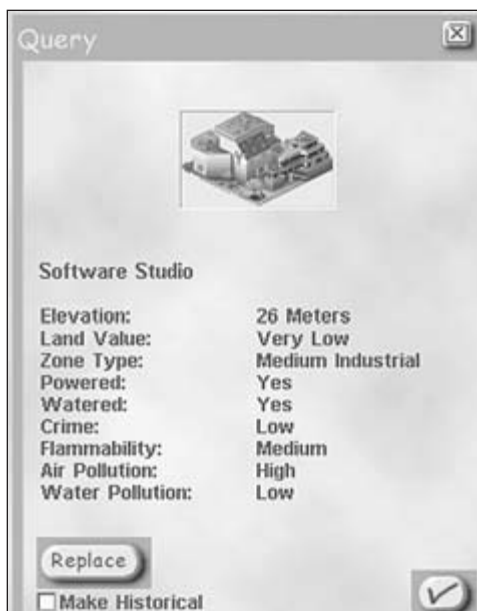 Query
Software Studio
Elevation: 26 Meters
Land Value: Very Low
Zone Type: Medium Industrial
Powered: Yes
Watered: Yes
Crime: Low
Flammability: Medium
Air Pollution: High
Water Pollution: Low
Replace
Make Historical